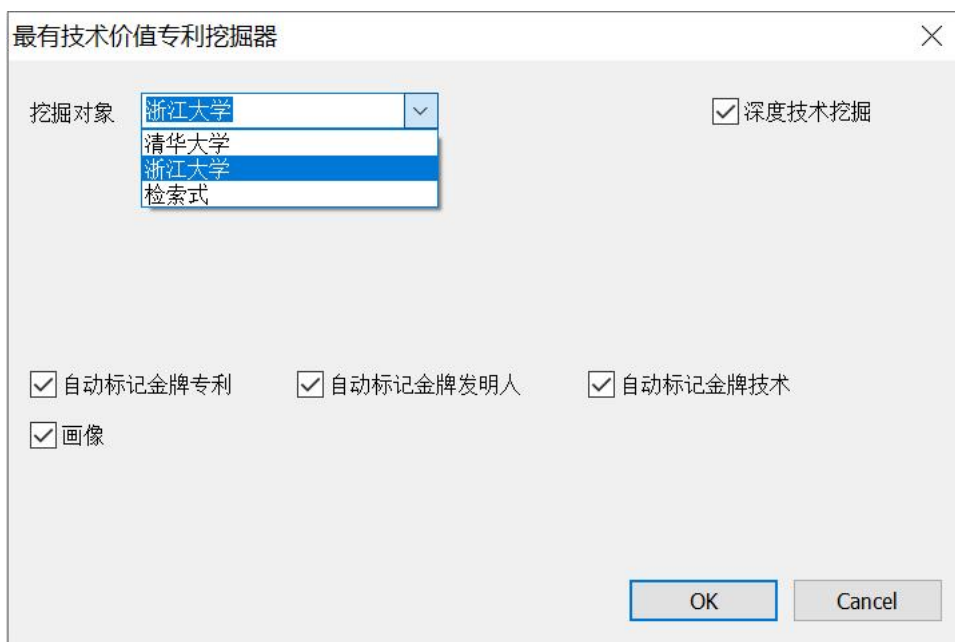 最有技术价值专利挖掘器
挖掘对象 浙江大学 深度技术挖掘
清华大学
浙江大学
检索式
自动标记金牌专利 自动标记金牌发明人 自动标记金牌技术
画像
OK Cancel